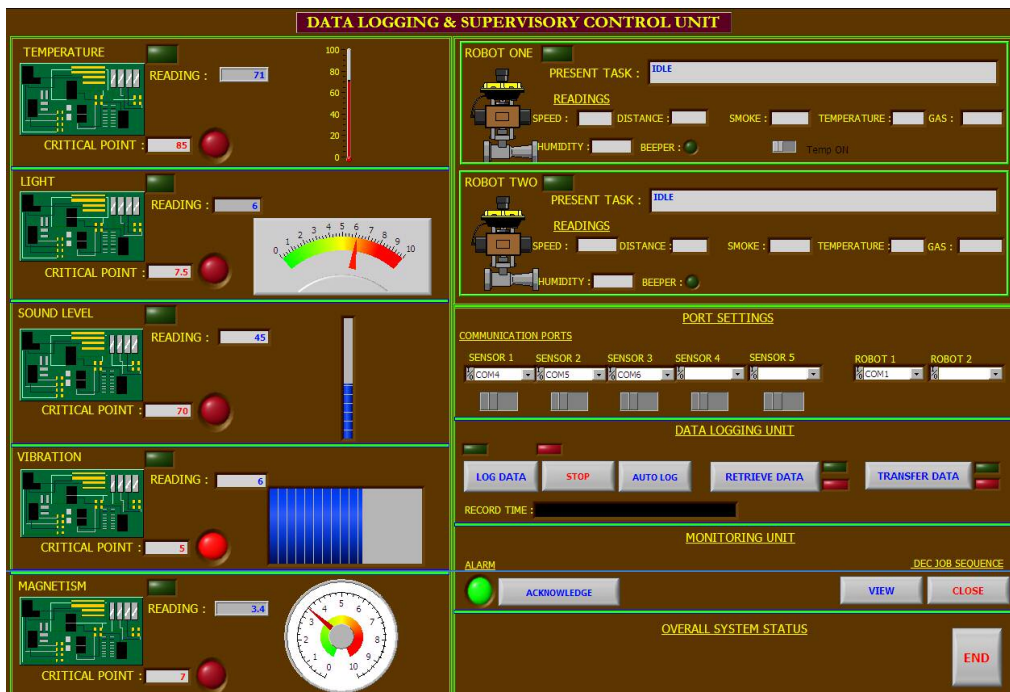 DATA LOGGING & SUPERVISORY CONTROL UNIT
TEMPERATURE
READING : 71
CRITICAL POINT : 85
100
80
60
40
20
0
LIGHT
READING : 6
CRITICAL POINT : 7.5
0 1 2 3 4 5 6 7 8 9 10
SOUND LEVEL
READING : 45
CRITICAL POINT : 70
VIBRATION
READING : 6
CRITICAL POINT : 5
MAGNETISM
READING : 3.4
CRITICAL POINT : 7
0 1 2 3 4 5 6 7 8 9 10
ROBOT ONE
PRESENT TASK : IDLE
READINGS
SPEED : DISTANCE : SMOKE : TEMPERATURE : GAS :
HUMIDITY : BEEPER : Temp ON
ROBOT TWO
PRESENT TASK : IDLE
READINGS
SPEED : DISTANCE : SMOKE : TEMPERATURE : GAS :
HUMIDITY : BEEPER :
PORT SETTINGS
COMMUNICATION PORTS
SENSOR 1 SENSOR 2 SENSOR 3 SENSOR 4 SENSOR 5 ROBOT 1 ROBOT 2
COM4 COM5 COM6 COM1
DATA LOGGING UNIT
LOG DATA STOP AUTO LOG RETRIEVE DATA TRANSFER DATA
RECORD TIME :
MONITORING UNIT
ALARM DEC JOB SEQUENCE
ACKNOWLEDGE VIEW CLOSE
OVERALL SYSTEM STATUS
END